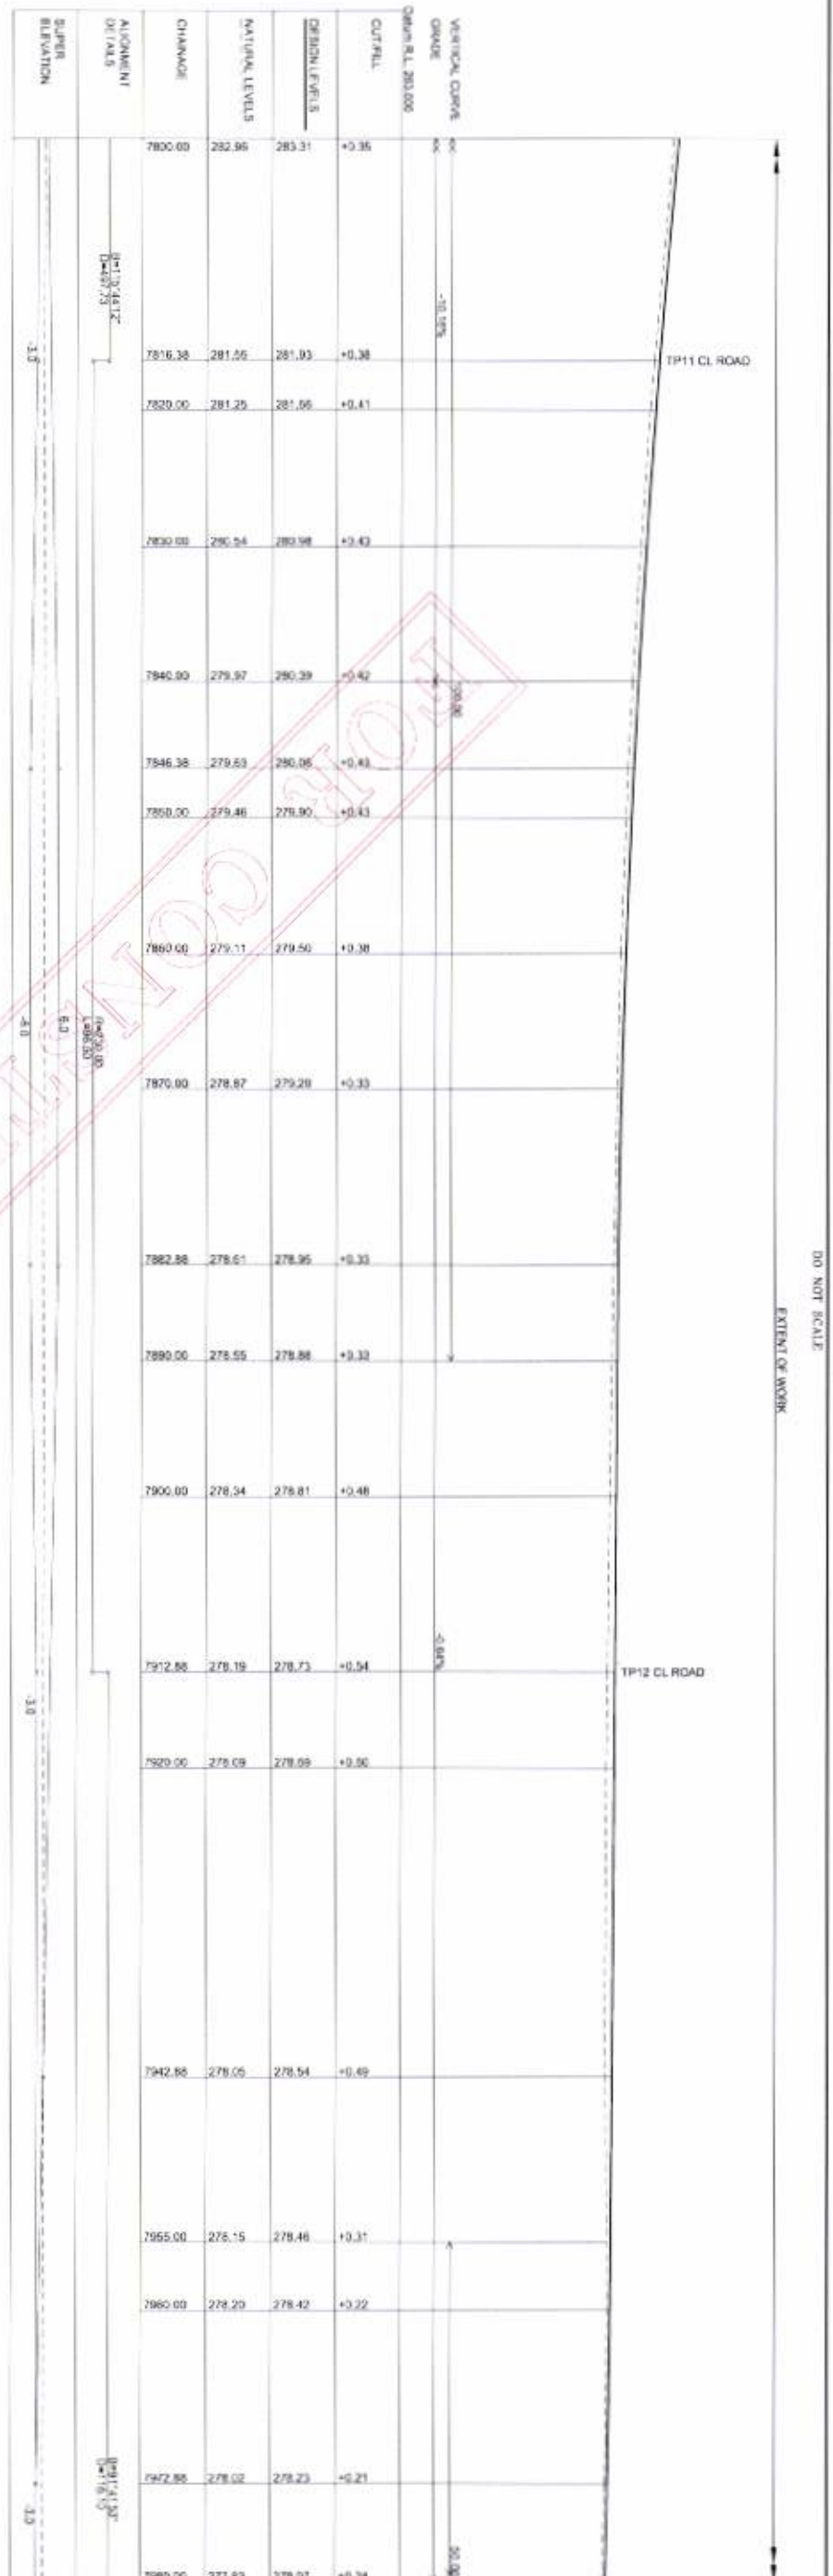 DO NOT SCALE
EXTENT OF WORK
VERTICAL CURVE
GRADE
Datum R.L. 263.000
CUT/FILL
DESIGN LEVELS
NATURAL LEVELS
CHAINAGE
ALIGNMENT
DETAILS
SUPER
ELEVATION
7800.00 282.96 283.31 +0.35
-10.16%
7816.38 281.55 281.93 +0.38
TP11 CL ROAD
7820.00 281.25 281.66 +0.41
7830.00 280.54 280.98 +0.43
7840.00 279.97 280.39 +0.42
7846.38 279.63 280.06 +0.43
7850.00 279.46 279.90 +0.43
7860.00 279.11 279.50 +0.38
7870.00 278.87 279.20 +0.33
7882.88 278.61 278.95 +0.33
7890.00 278.55 278.88 +0.33
7900.00 278.34 278.81 +0.48
-0.64%
7912.88 278.19 278.73 +0.54
TP12 CL ROAD
7920.00 278.09 278.69
7942.88 278.05 278.54 +0.49
7955.00 278.15 278.46 +0.31
7960.00 278.20 278.42 +0.22
7972.88 278.02 278.23 +0.21
-3.0
6.0
-6.0
-3.0
-3.0
FOR